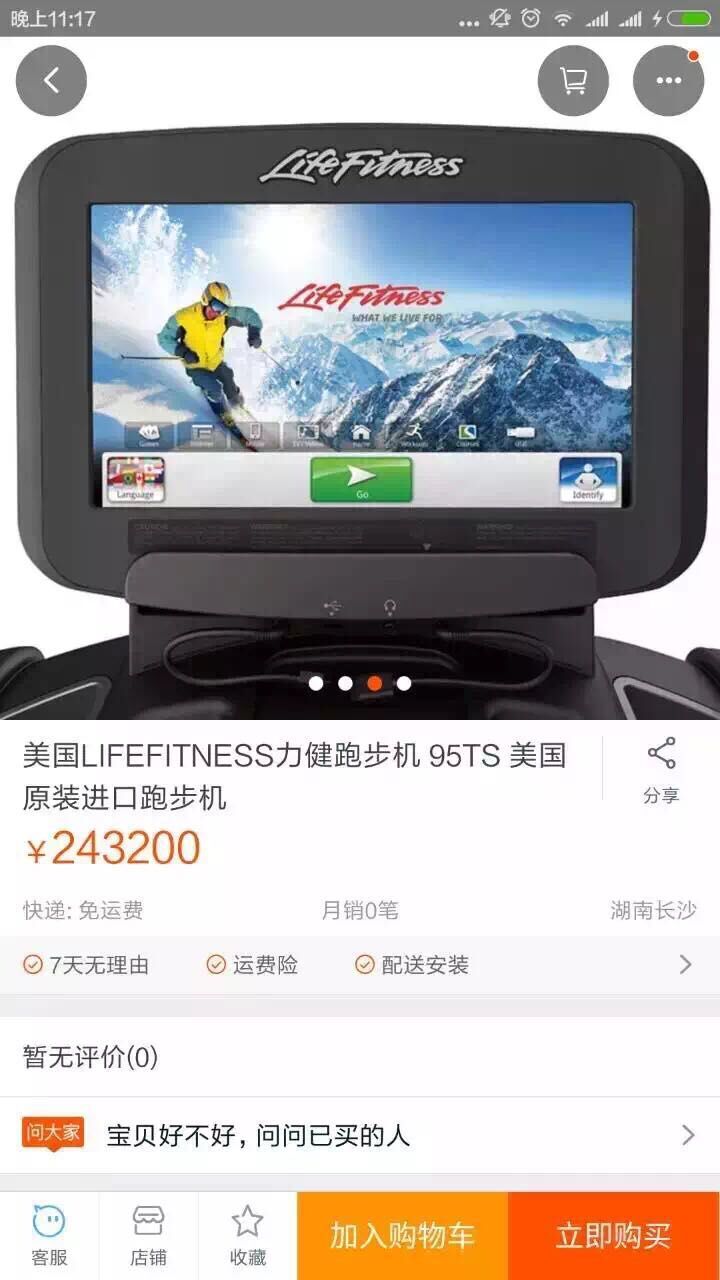 晚上11:17
LifeFitness
LifeFitness
WHAT WE LIVE FOR
Games
Home
Workouts
Courses
USB
Language
Go
Identify
美国LIFEFITNESS力健跑步机 95TS 美国
原装进口跑步机
分享
¥243200
快递: 免运费
月销0笔
湖南长沙
7天无理由
运费险
配送安装
暂无评价(0)
问大家
宝贝好不好，问问已买的人
客服
店铺
收藏
加入购物车
立即购买